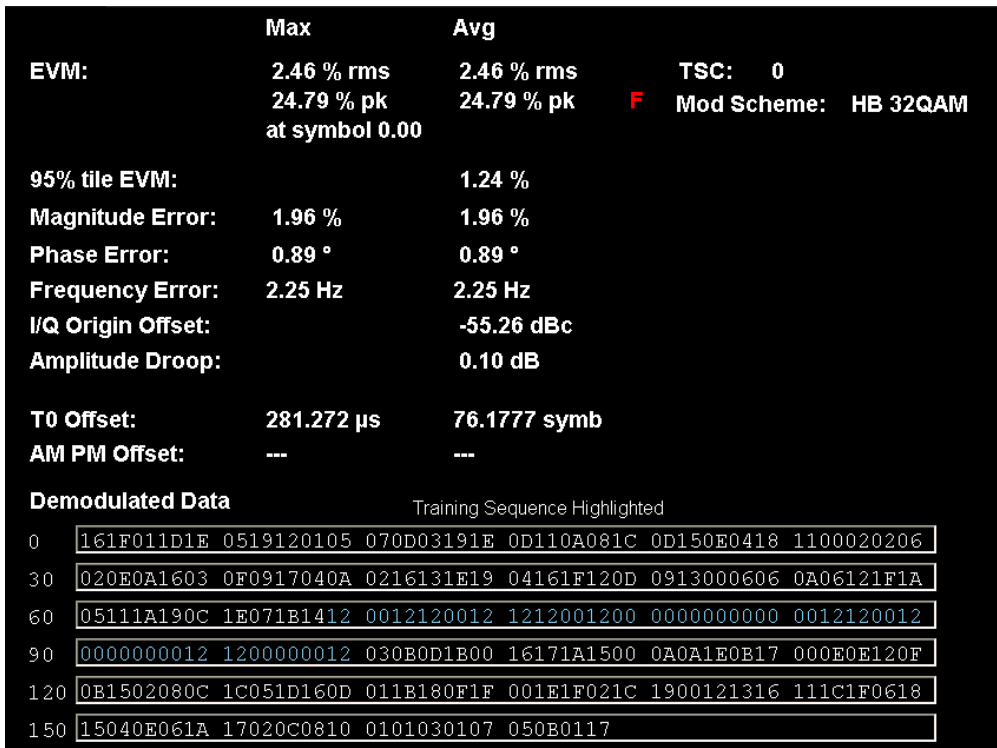 Max Avg
EVM: 2.46 % rms 2.46 % rms TSC: 0
24.79 % pk 24.79 % pk F Mod Scheme: HB 32QAM
at symbol 0.00
95% tile EVM: 1.24 %
Magnitude Error: 1.96 % 1.96 %
Phase Error: 0.89 ° 0.89 °
Frequency Error: 2.25 Hz 2.25 Hz
I/Q Origin Offset: -55.26 dBc
Amplitude Droop: 0.10 dB
T0 Offset: 281.272 µs 76.1777 symb
AM PM Offset: --- ---
Demodulated Data Training Sequence Highlighted
0 161F011D1E 0519120105 070D03191E 0D110A081C 0D150E0418 1100020206
30 020E0A1603 0F0917040A 0216131E19 04161F120D 0913000606 0A06121F1A
60 05111A190C 1E071B1412 0012120012 1212001200 0000000000 0012120012
90 0000000012 1200000012 030B0D1B00 16171A1500 0A0A1E0B17 000E0E120F
120 0B1502080C 1C051D160D 011B180F1F 001E1F021C 1900121316 111C1F0618
150 15040E061A 17020C0810 0101030107 050B0117